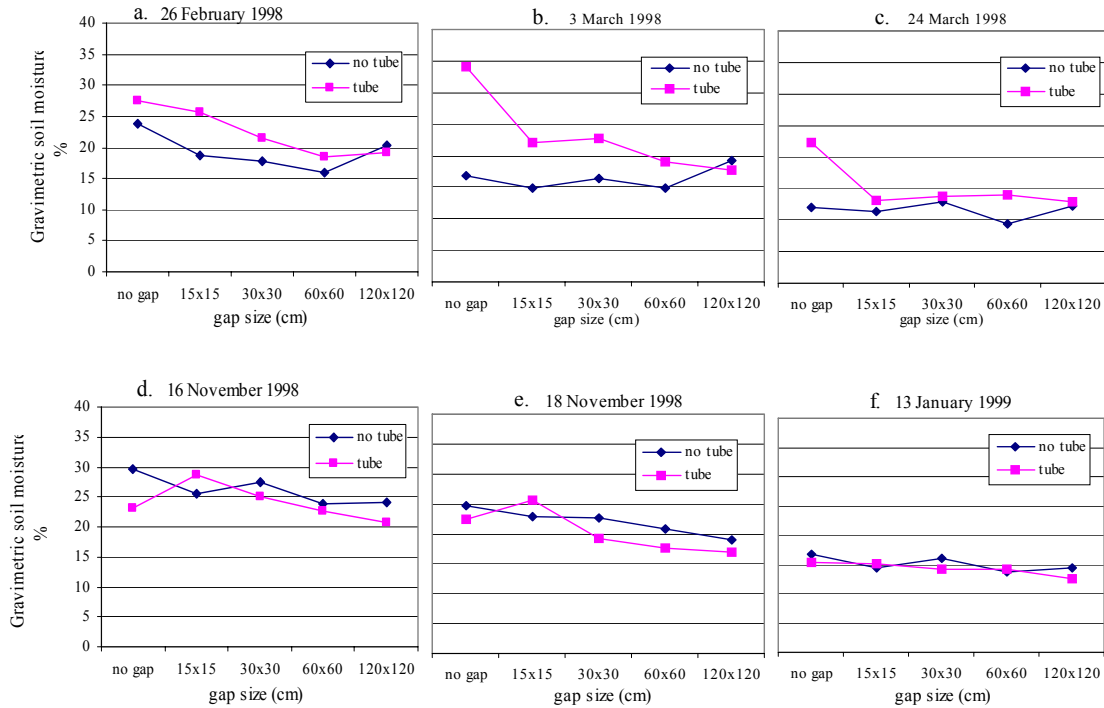 a. 26 February 1998
b. 3 March 1998
c. 24 March 1998
Gravimetric soil moisture
%
40
35
30
25
20
15
10
5
0
no tube
tube
no tube
tube
no tube
tube
no gap 15x15 30x30 60x60 120x120
no gap 15x15 30x30 60x60 120x120
no gap 15x15 30x30 60x60 120x120
gap size (cm)
gap size (cm)
gap size (cm)
d. 16 November 1998
e. 18 November 1998
f. 13 January 1999
Gravimetric soil moisture
%
40
35
30
25
20
15
10
5
0
no tube
tube
no tube
tube
no tube
tube
no gap 15x15 30x30 60x60 120x120
no gap 15x15 30x30 60x60 120x120
no gap 15x15 30x30 60x60 120x120
gap size (cm)
gap size (cm)
gap size (cm)